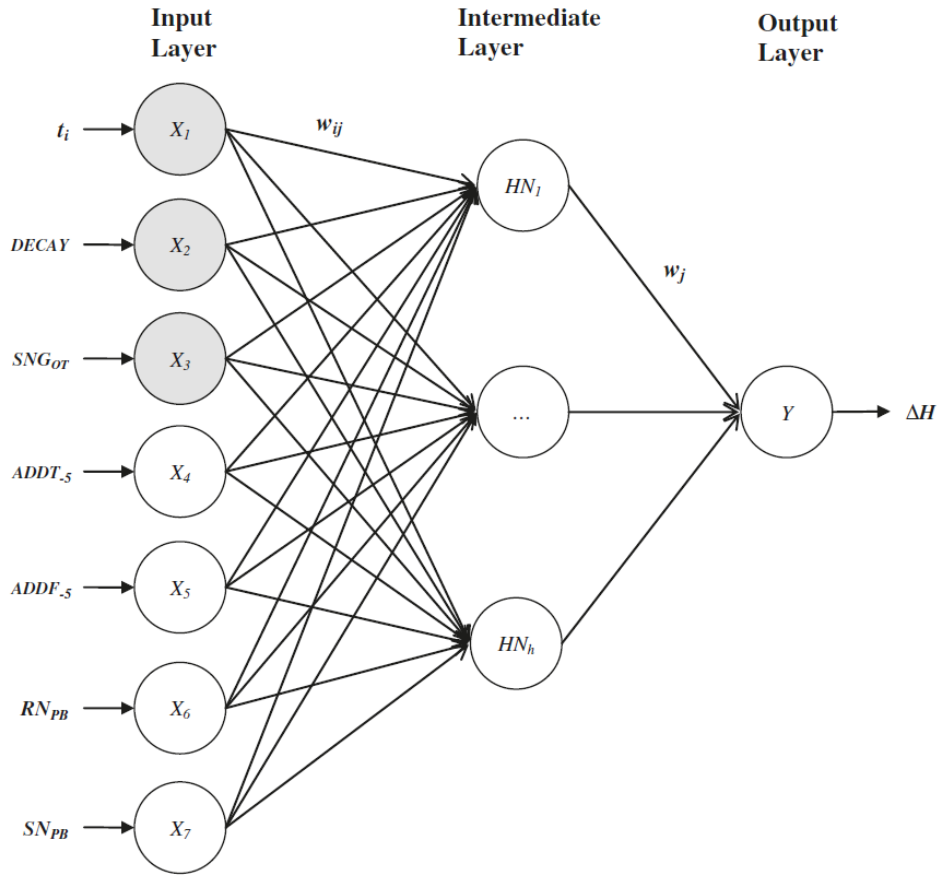 Input
Layer
Intermediate
Layer
Output
Layer
t_i
X_1
w_ij
HN_1
DECAY
X_2
w_j
SNG_OT
X_3
...
Y
ΔH
ADDT_-5
X_4
ADDF_-5
X_5
HN_h
RN_PB
X_6
SN_PB
X_7